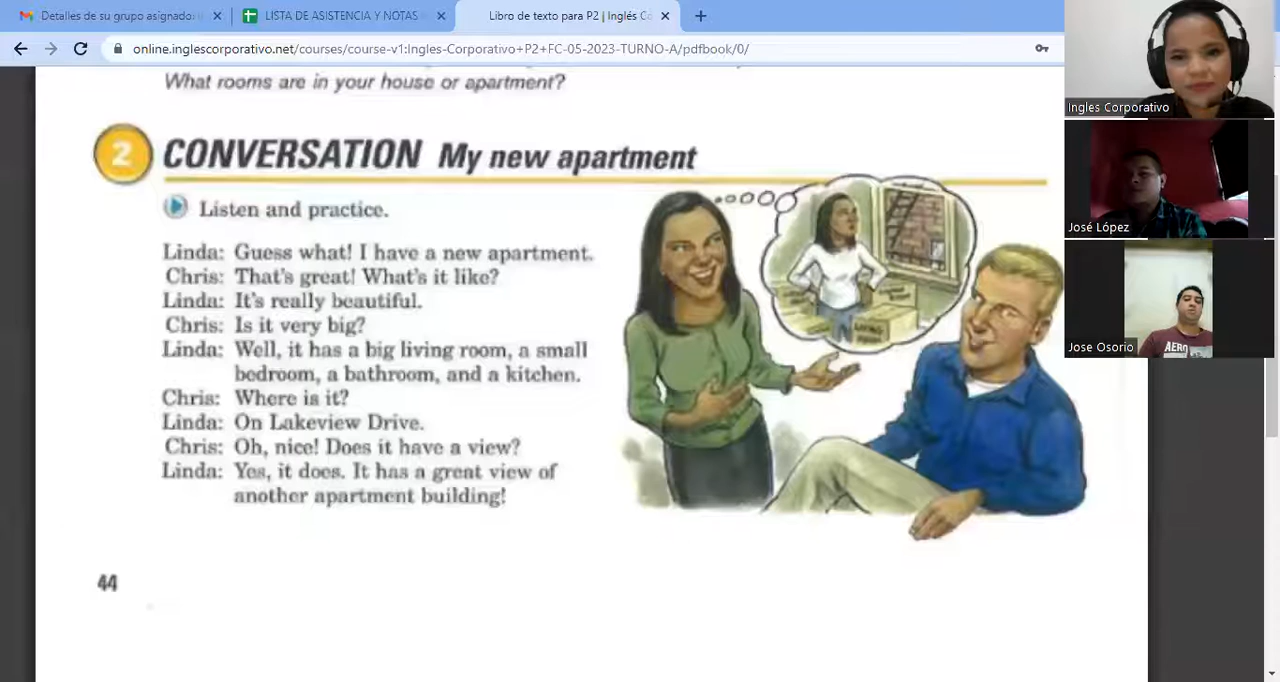 Detalles de su grupo asignado:
LISTA DE ASISTENCIA Y NOTAS
Libro de texto para P2 | Inglés Co
online.inglescorporativo.net/courses/course-v1:Ingles-Corporativo+P2+FC-05-2023-TURNO-A/pdfbook/0/
Ingles Corporativo
José López
Jose Osorio
AERO
What rooms are in your house or apartment?
2 CONVERSATION My new apartment
Listen and practice.
Linda: Guess what! I have a new apartment.
Chris: That's great! What's it like?
Linda: It's really beautiful.
Chris: Is it very big?
Linda: Well, it has a big living room, a small
bedroom, a bathroom, and a kitchen.
Chris: Where is it?
Linda: On Lakeview Drive.
Chris: Oh, nice! Does it have a view?
Linda: Yes, it does. It has a great view of
another apartment building!
44